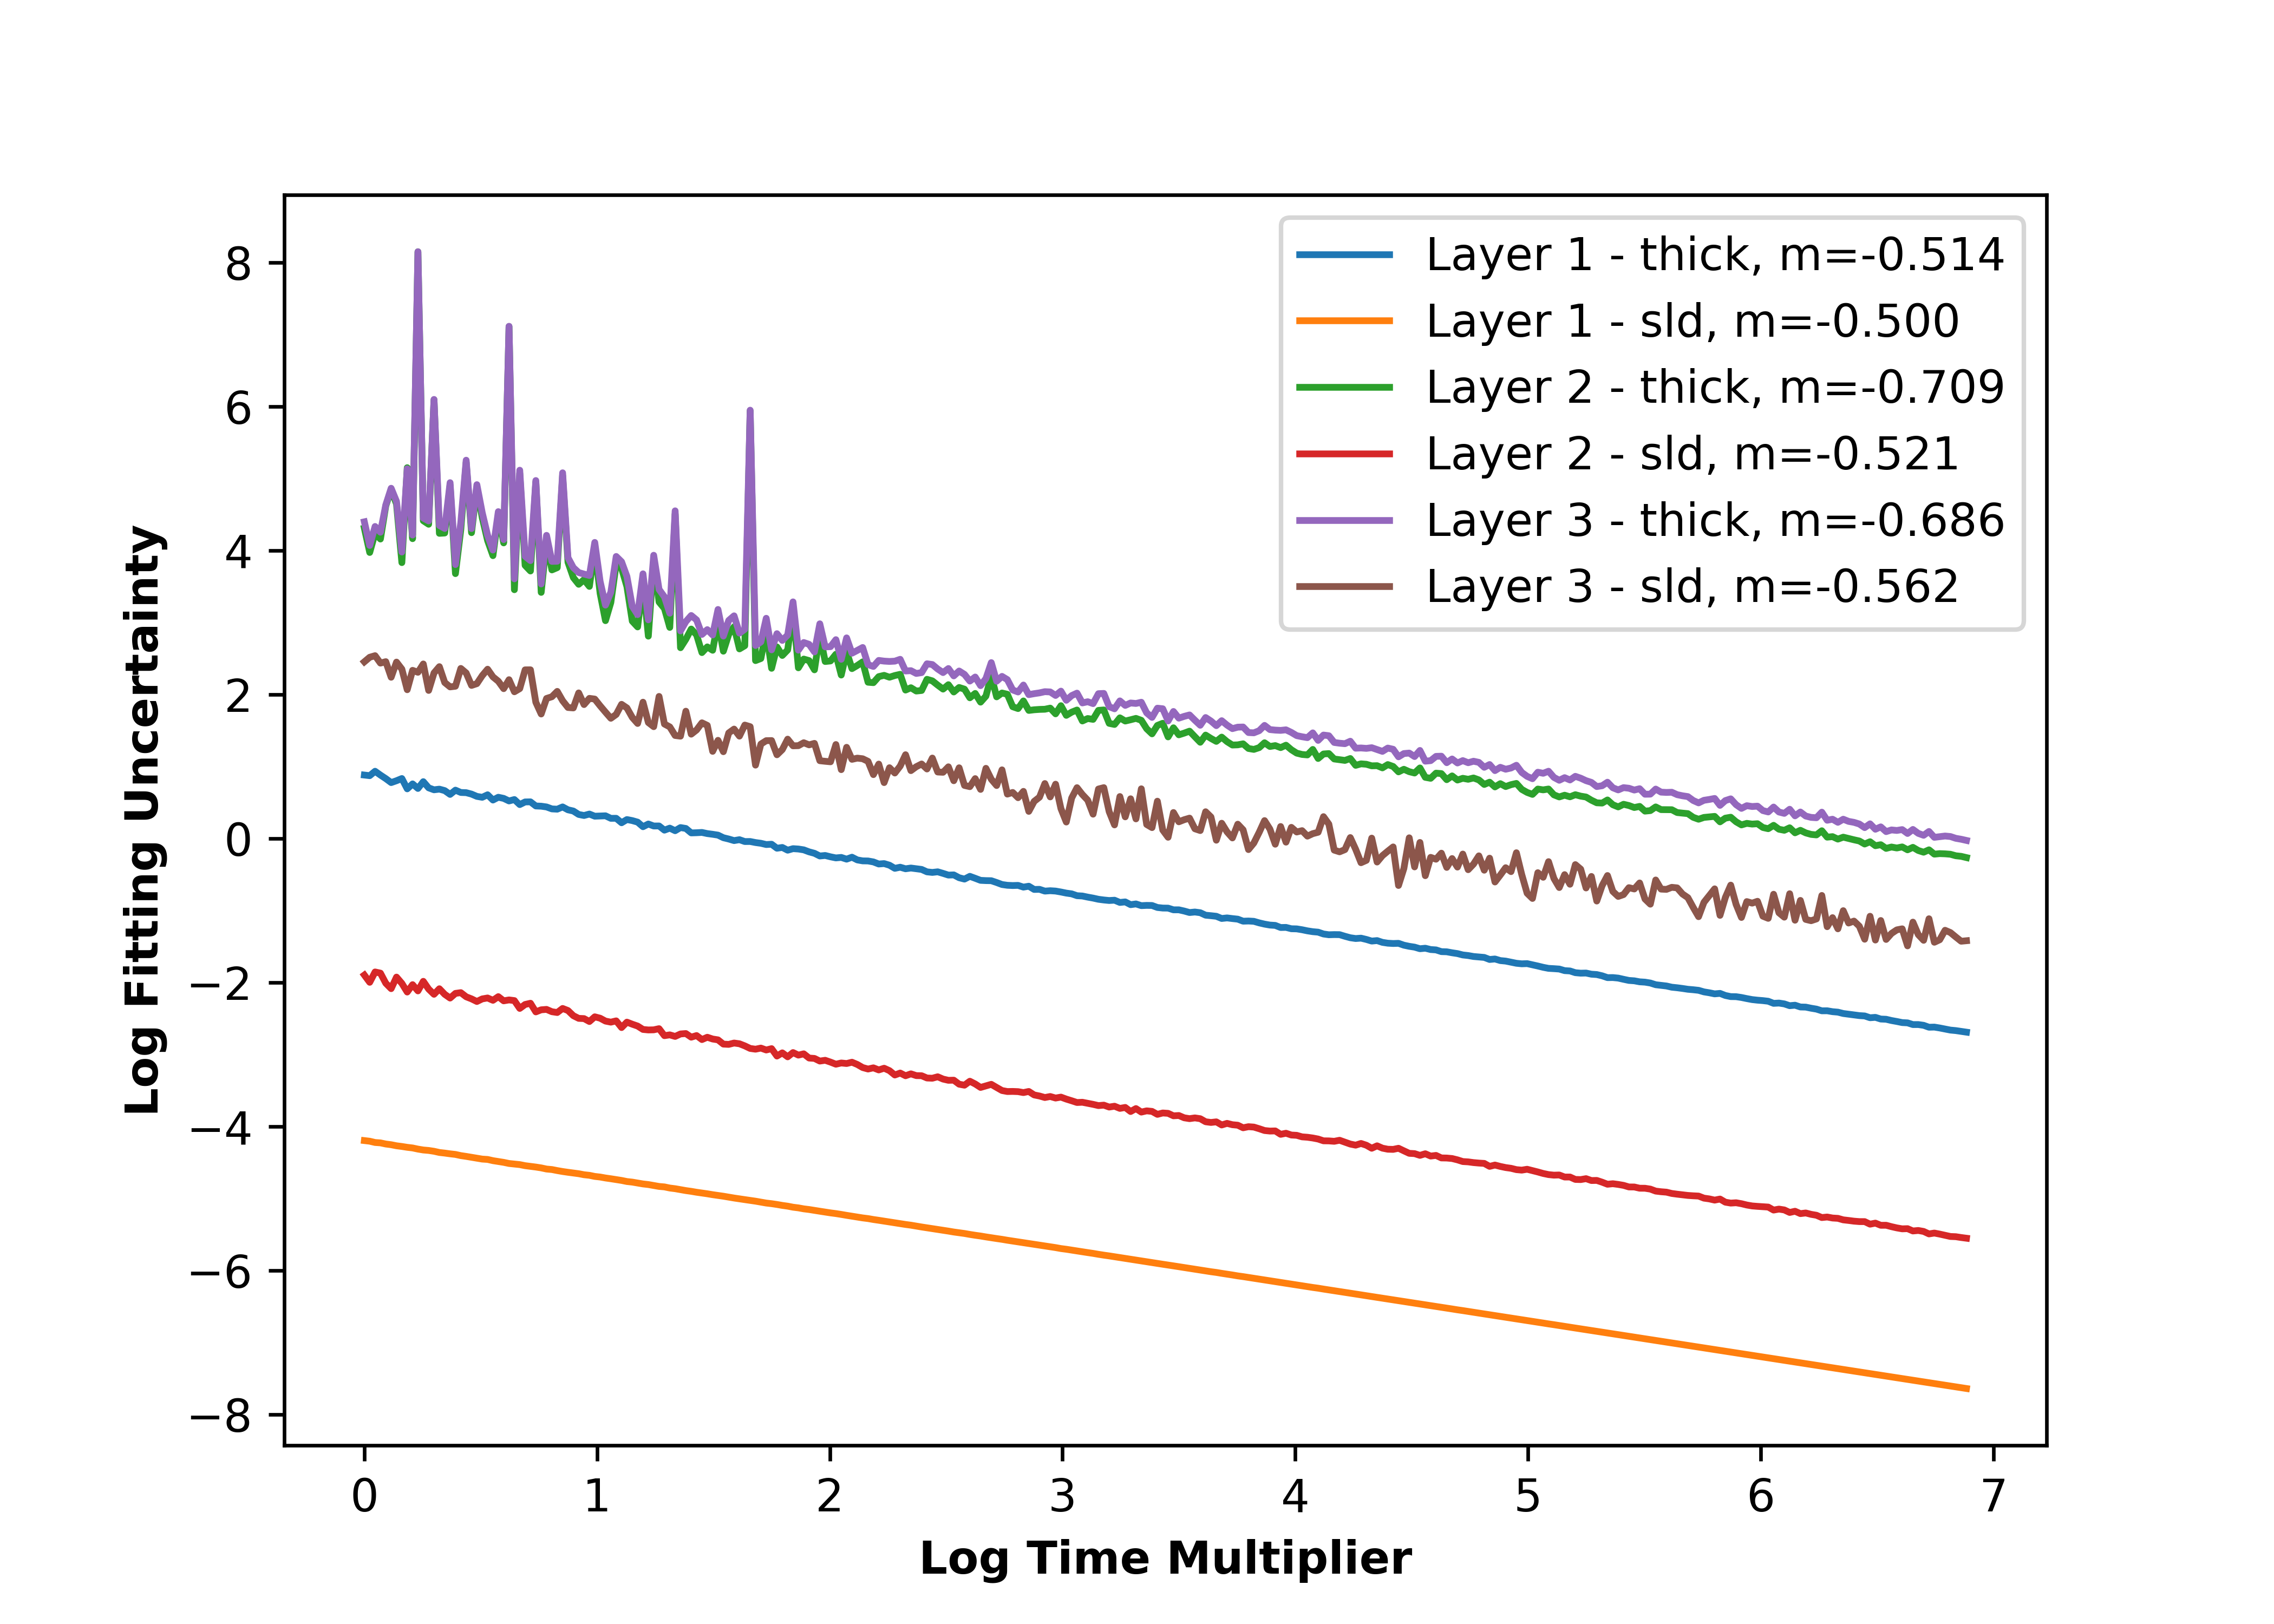 Layer 1 - thick, m=-0.514
Layer 1 - sld, m=-0.500
Layer 2 - thick, m=-0.709
Layer 2 - sld, m=-0.521
Layer 3 - thick, m=-0.686
Layer 3 - sld, m=-0.562
8
6
4
2
0
−2
−4
−6
−8
Log Fitting Uncertainty
0 1 2 3 4 5 6 7
Log Time Multiplier